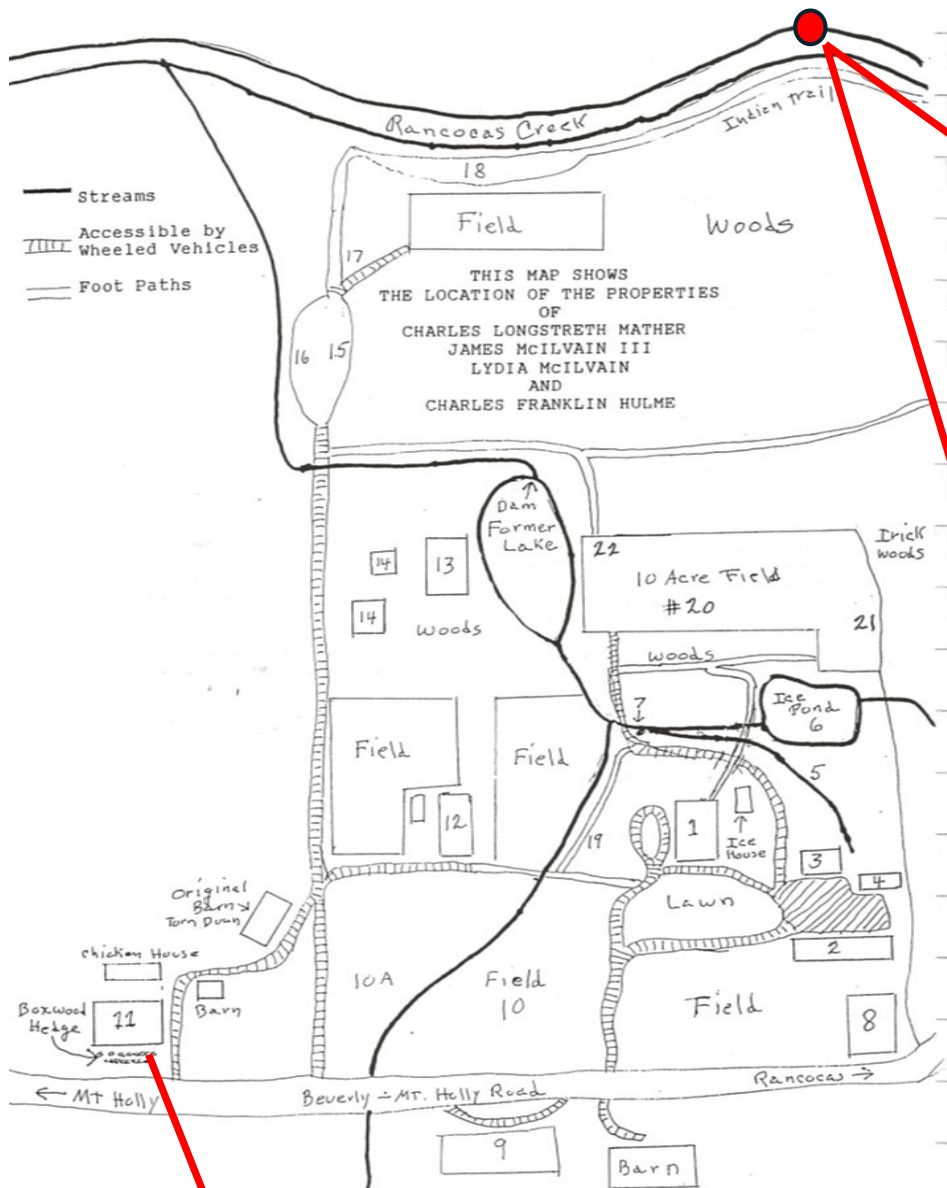 Rancocas Creek
Indian trail
18
Streams
Accessible by
Wheeled Vehicles
Foot Paths
Field
Woods
17
THIS MAP SHOWS
THE LOCATION OF THE PROPERTIES
OF
CHARLES LONGSTRETH MATHER
JAMES McILVAIN III
LYDIA McILVAIN
AND
CHARLES FRANKLIN HULME
16
15
Dam
Former
Lake
22
10 Acre Field
#20
Irick
Woods
21
14
13
14
Woods
Woods
7
Ice
Pond
6
5
Field
Field
12
19
1
Ice
House
3
4
Original
Barn
Torn Down
Lawn
2
Chicken House
10A
Field
10
Field
8
Boxwood
Hedge
11
Barn
← Mt Holly
Beverly - Mt. Holly Road
Rancocas →
9
Barn